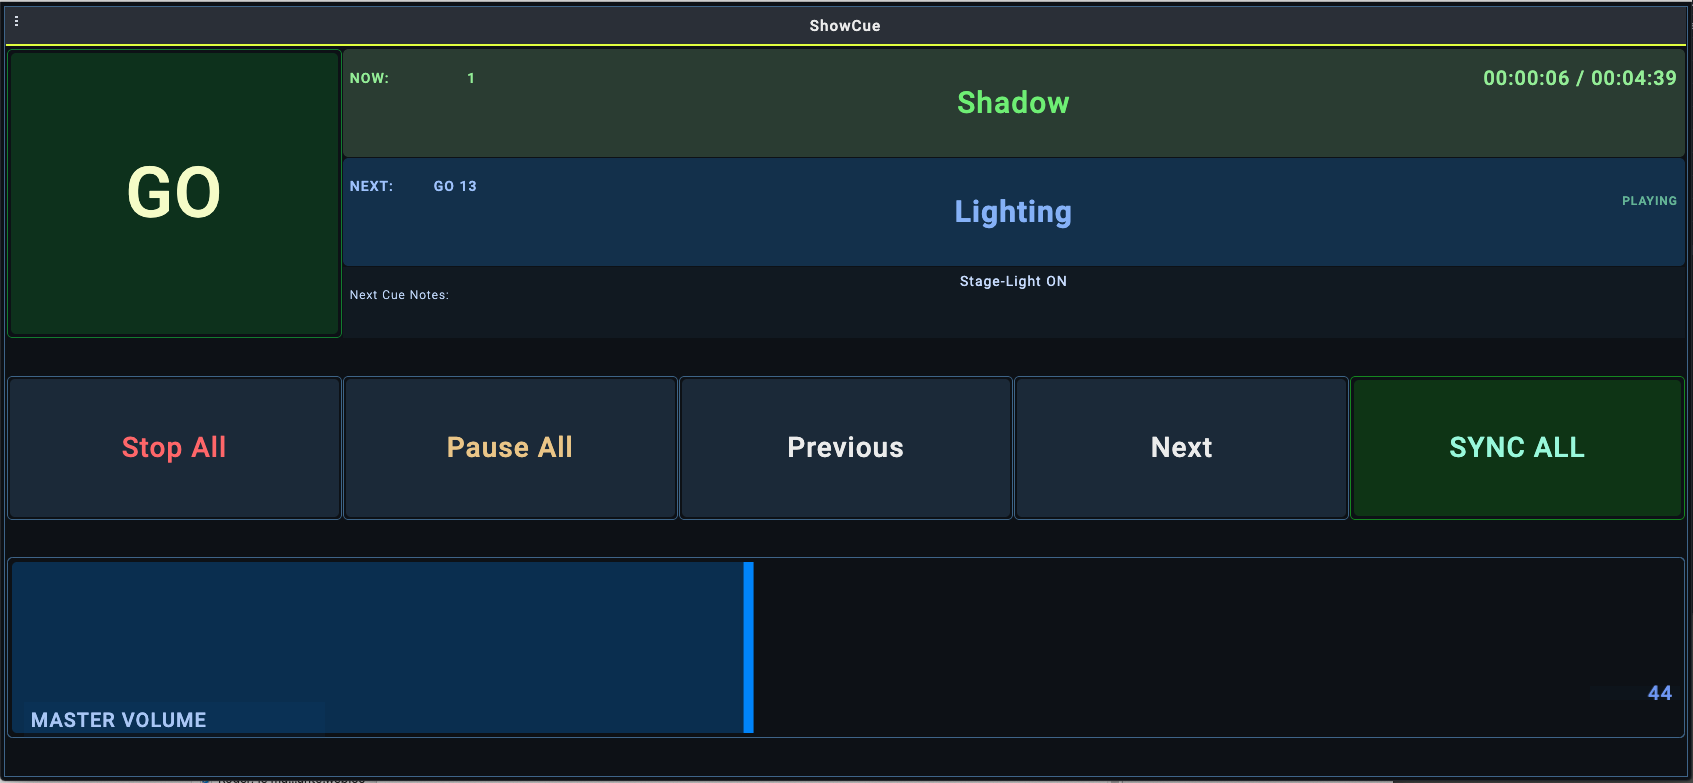 ShowCue
GO
NOW: 1
Shadow
00:00:06 / 00:04:39
NEXT: GO 13
Lighting
PLAYING
Stage-Light ON
Next Cue Notes:
Stop All
Pause All
Previous
Next
SYNC ALL
MASTER VOLUME
44